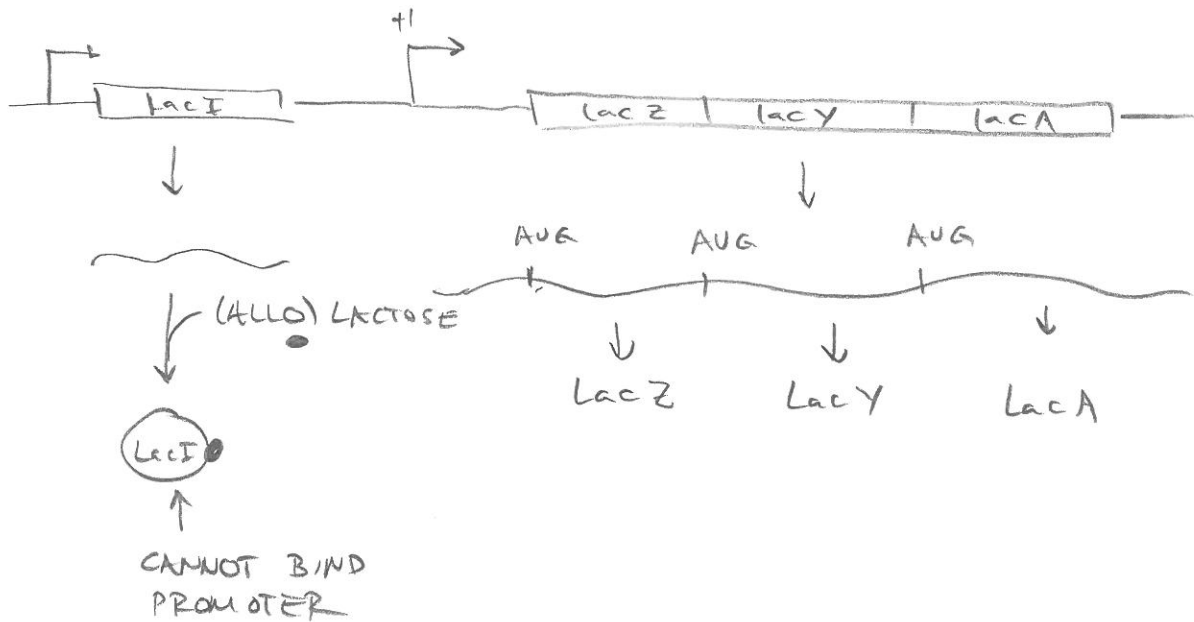 +1
LacI
lacZ
lacY
lacA
AUG
AUG
AUG
(ALLO) LACTOSE
LacZ
LacY
LacA
LacI
CANNOT BIND
PROMOTER